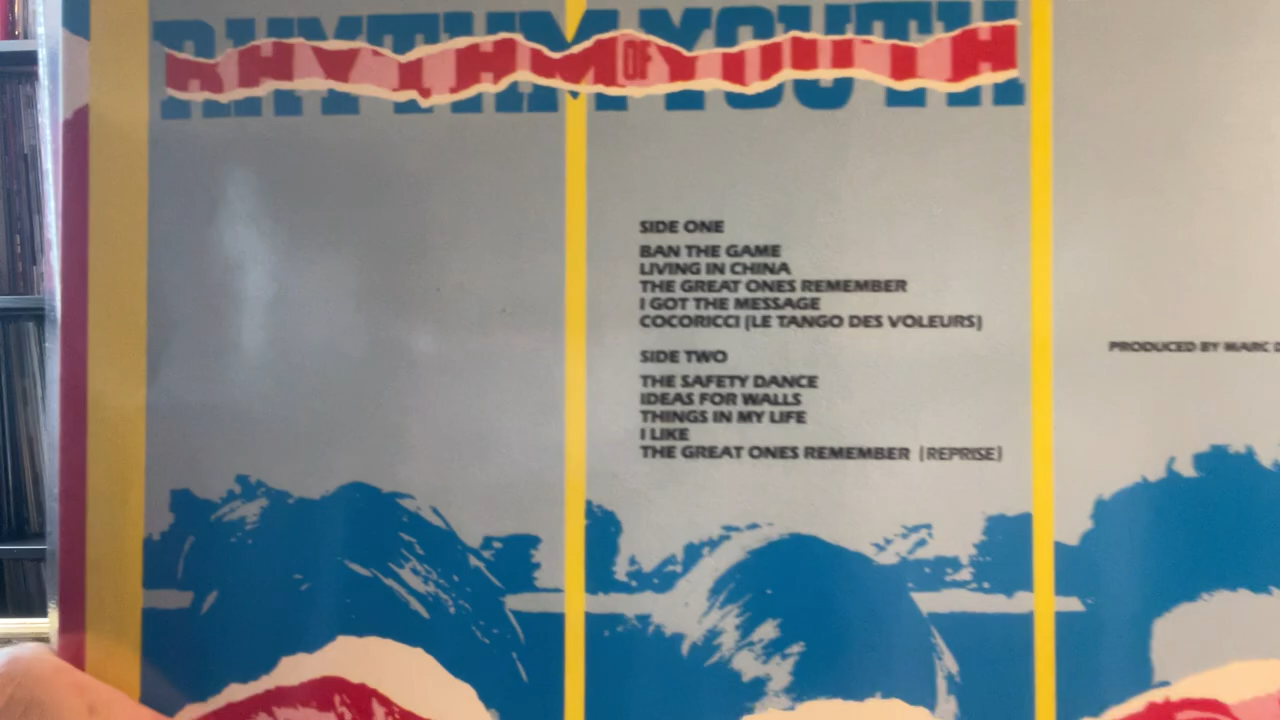 RHYTHM OF YOUTH
SIDE ONE
BAN THE GAME
LIVING IN CHINA
THE GREAT ONES REMEMBER
I GOT THE MESSAGE
COCORICCI (LE TANGO DES VOLEURS)
SIDE TWO
THE SAFETY DANCE
IDEAS FOR WALLS
THINGS IN MY LIFE
I LIKE
THE GREAT ONES REMEMBER (REPRISE)
PRODUCED BY MARC